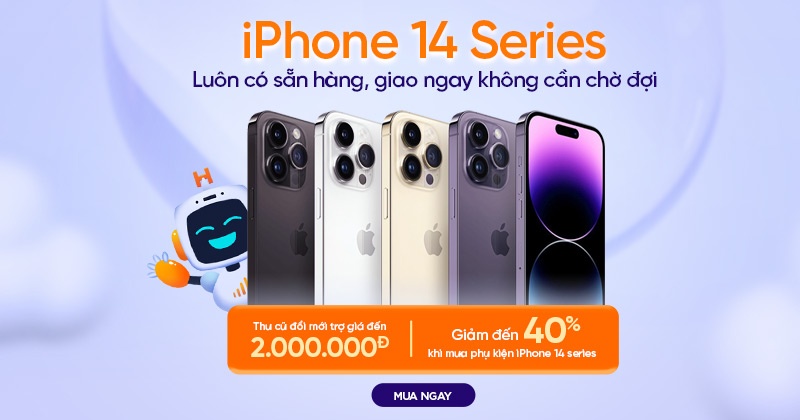 iPhone 14 Series
Luôn có sẵn hàng, giao ngay không cần chờ đợi
H
Thu cũ đổi mới trợ giá đến
2.000.000Đ
Giảm đến 40%
khi mua phụ kiện iPhone 14 series
MUA NGAY